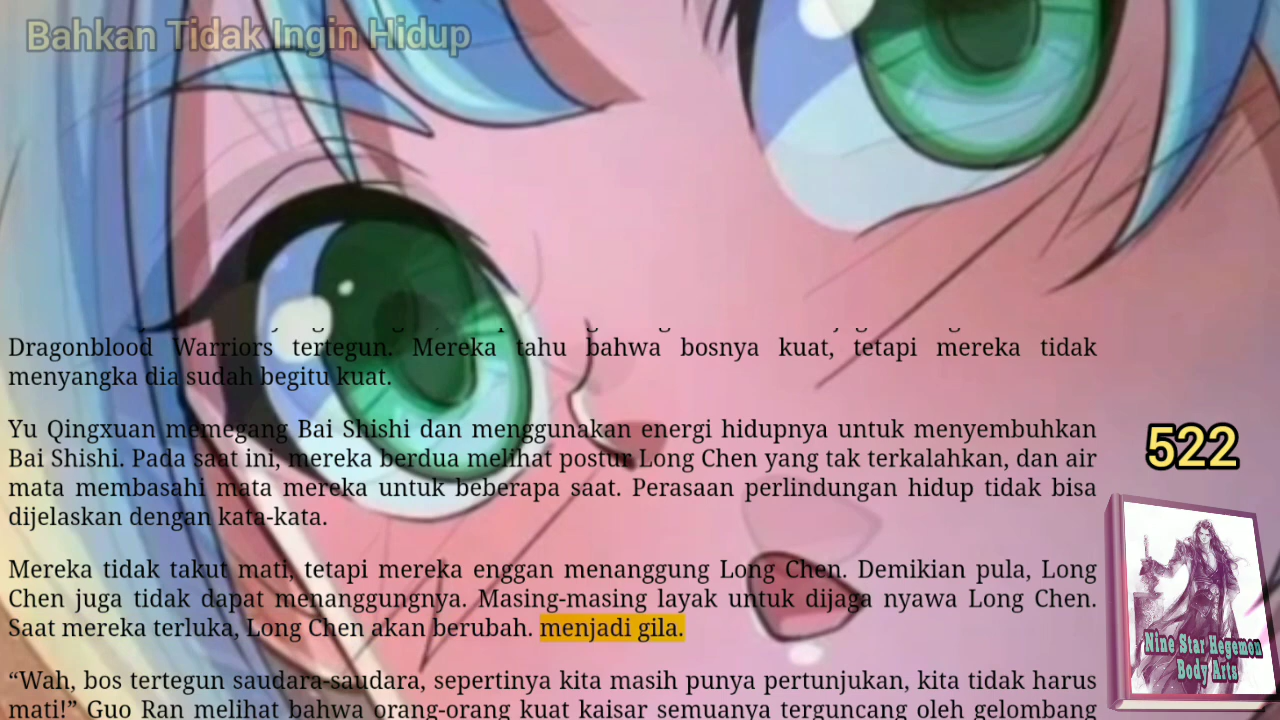 Bahkan Tidak Ingin Hidup
Dragonblood Warriors tertegun. Mereka tahu bahwa bosnya kuat, tetapi mereka tidak
menyangka dia sudah begitu kuat.
Yu Qingxuan memegang Bai Shishi dan menggunakan energi hidupnya untuk menyembuhkan
Bai Shishi. Pada saat ini, mereka berdua melihat postur Long Chen yang tak terkalahkan, dan air
mata membasahi mata mereka untuk beberapa saat. Perasaan perlindungan hidup tidak bisa
dijelaskan dengan kata-kata.
Mereka tidak takut mati, tetapi mereka enggan menanggung Long Chen. Demikian pula, Long
Chen juga tidak dapat menanggungnya. Masing-masing layak untuk dijaga nyawa Long Chen.
Saat mereka terluka, Long Chen akan berubah. menjadi gila.
“Wah, bos tertegun saudara-saudara, sepertinya kita masih punya pertunjukan, kita tidak harus
mati!” Guo Ran melihat bahwa orang-orang kuat kaisar semuanya terguncang oleh gelombang
522
Nine Star Hegemon
Body Arts